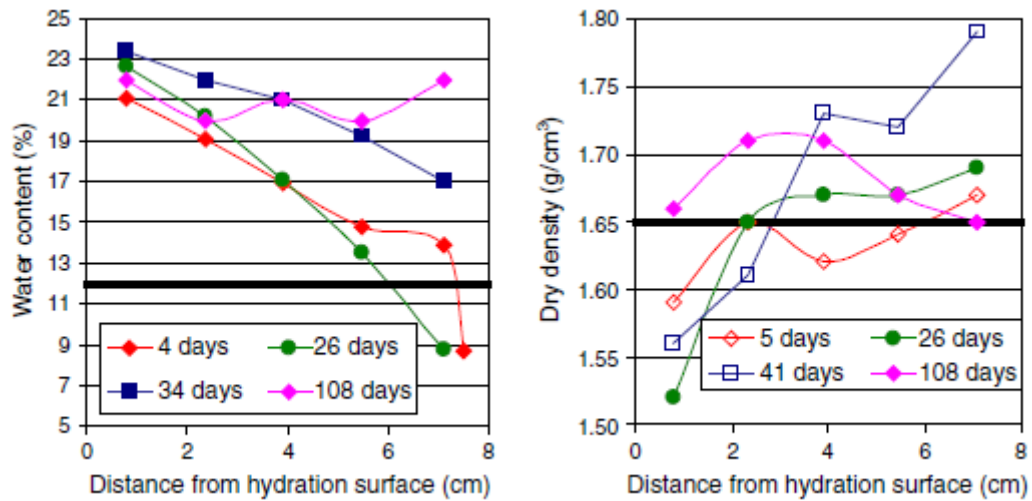 25
23
21
19
17
15
13
11
9
7
5
Water content (%)
4 days 26 days
34 days 108 days
0 2 4 6 8
Distance from hydration surface (cm)
1.80
1.75
1.70
1.65
1.60
1.55
1.50
Dry density (g/cm³)
5 days 26 days
41 days 108 days
0 2 4 6 8
Distance from hydration surface (cm)